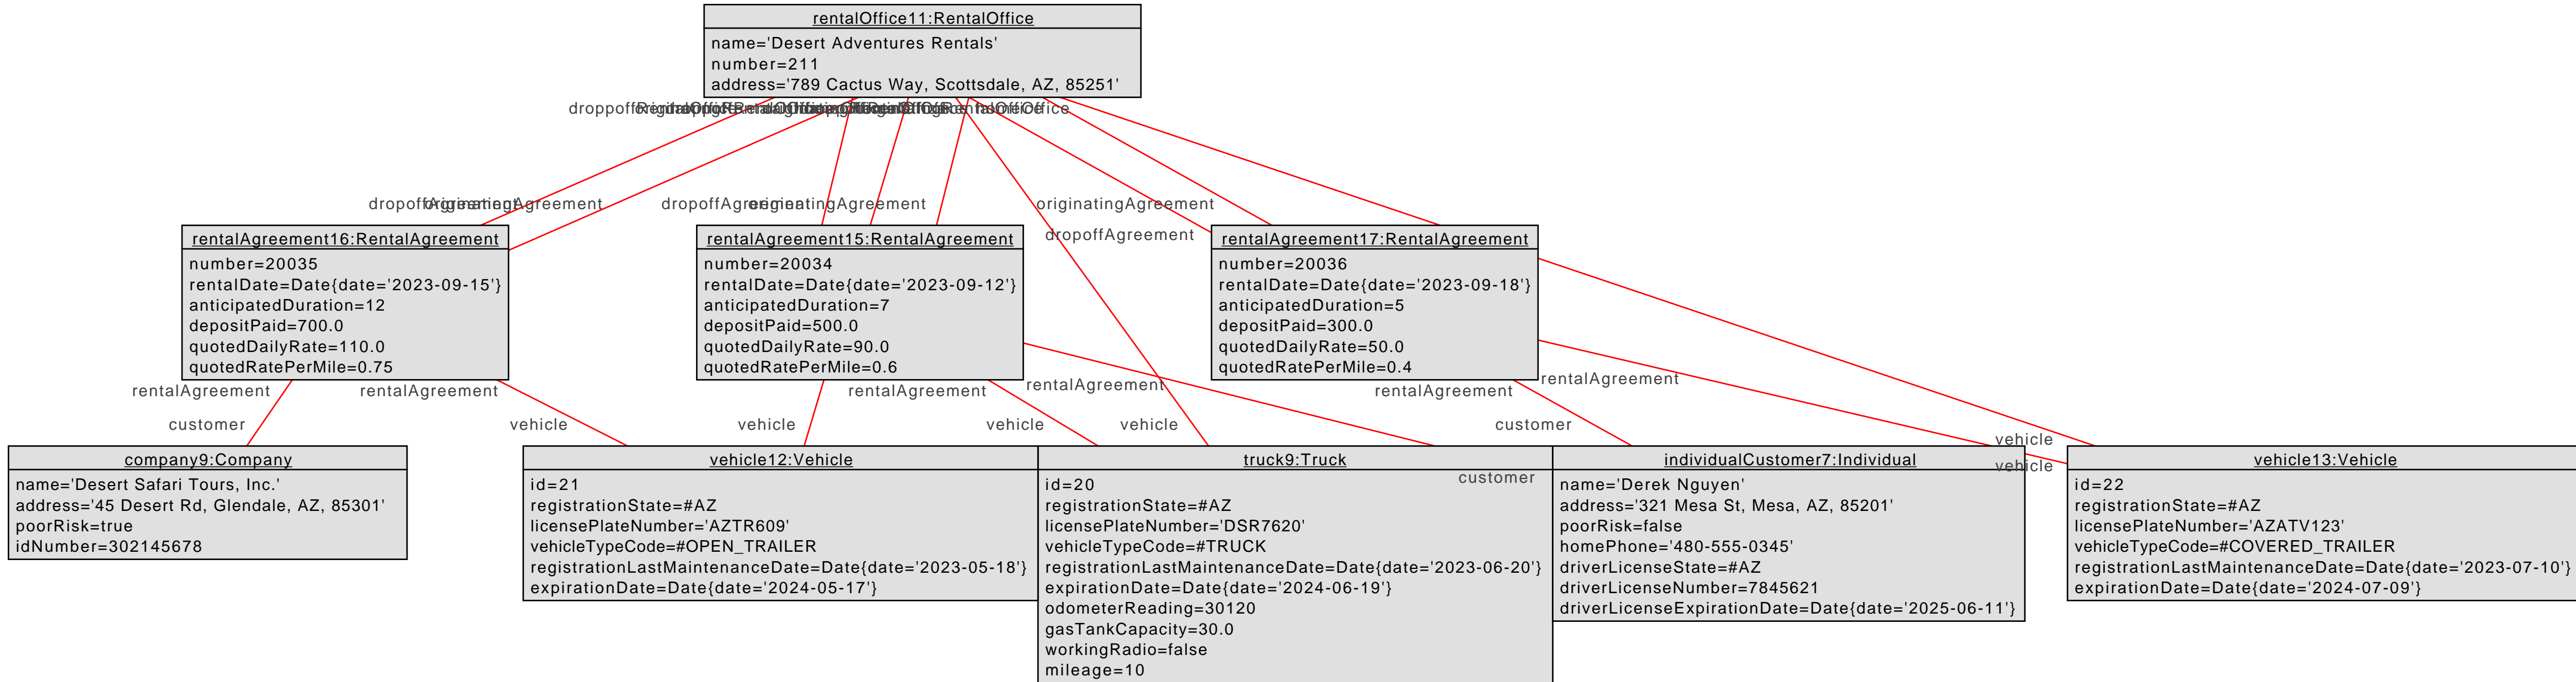 rentalOffice11:RentalOffice
name='Desert Adventures Rentals'
number=211
address='789 Cactus Way, Scottsdale, AZ, 85251'
dropoffAgreement
originatingAgreement
dropoffAgreement
originatingAgreement
originatingAgreement
dropoffAgreement
rentalAgreement16:RentalAgreement
number=20035
rentalDate=Date{date='2023-09-15'}
anticipatedDuration=12
depositPaid=700.0
quotedDailyRate=110.0
quotedRatePerMile=0.75
rentalAgreement15:RentalAgreement
number=20034
rentalDate=Date{date='2023-09-12'}
anticipatedDuration=7
depositPaid=500.0
quotedDailyRate=90.0
quotedRatePerMile=0.6
rentalAgreement17:RentalAgreement
number=20036
rentalDate=Date{date='2023-09-18'}
anticipatedDuration=5
depositPaid=300.0
quotedDailyRate=50.0
quotedRatePerMile=0.4
rentalAgreement
rentalAgreement
rentalAgreement
rentalAgreement
rentalAgreement
rentalAgreement
customer
vehicle
vehicle
vehicle
vehicle
customer
vehicle
vehicle
company9:Company
name='Desert Safari Tours, Inc.'
address='45 Desert Rd, Glendale, AZ, 85301'
poorRisk=true
idNumber=302145678
vehicle12:Vehicle
id=21
registrationState=#AZ
licensePlateNumber='AZTR609'
vehicleTypeCode=#OPEN_TRAILER
registrationLastMaintenanceDate=Date{date='2023-05-18'}
expirationDate=Date{date='2024-05-17'}
truck9:Truck
customer
id=20
registrationState=#AZ
licensePlateNumber='DSR7620'
vehicleTypeCode=#TRUCK
registrationLastMaintenanceDate=Date{date='2023-06-20'}
expirationDate=Date{date='2024-06-19'}
odometerReading=30120
gasTankCapacity=30.0
workingRadio=false
mileage=10
individualCustomer7:Individual
name='Derek Nguyen'
address='321 Mesa St, Mesa, AZ, 85201'
poorRisk=false
homePhone='480-555-0345'
driverLicenseState=#AZ
driverLicenseNumber=7845621
driverLicenseExpirationDate=Date{date='2025-06-11'}
vehicle13:Vehicle
id=22
registrationState=#AZ
licensePlateNumber='AZATV123'
vehicleTypeCode=#COVERED_TRAILER
registrationLastMaintenanceDate=Date{date='2023-07-10'}
expirationDate=Date{date='2024-07-09'}